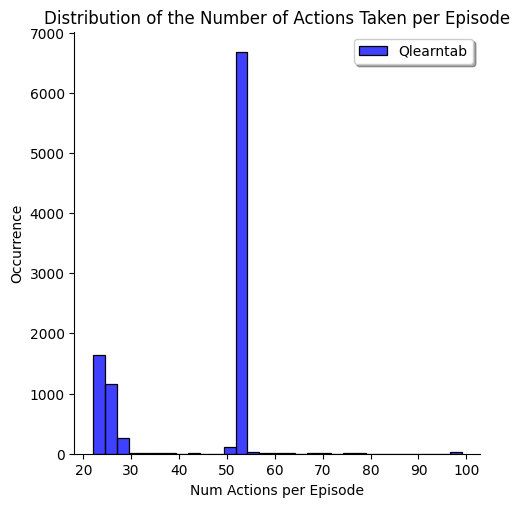 Distribution of the Number of Actions Taken per Episode
Qlearntab
7000
6000
5000
4000
3000
2000
1000
0
Occurrence
20 30 40 50 60 70 80 90 100
Num Actions per Episode